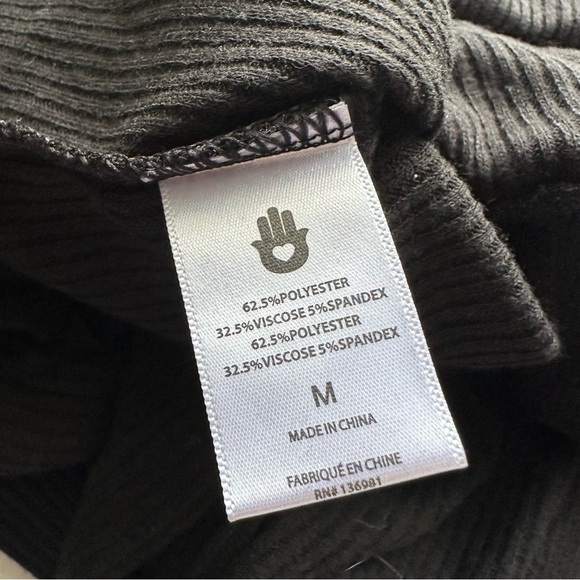 62.5%POLYESTER
32.5%VISCOSE 5%SPANDEX
62.5%POLYESTER
32.5%VISCOSE 5%SPANDEX
M
MADE IN CHINA
FABRIQUÉ EN CHINE
RN# 136981